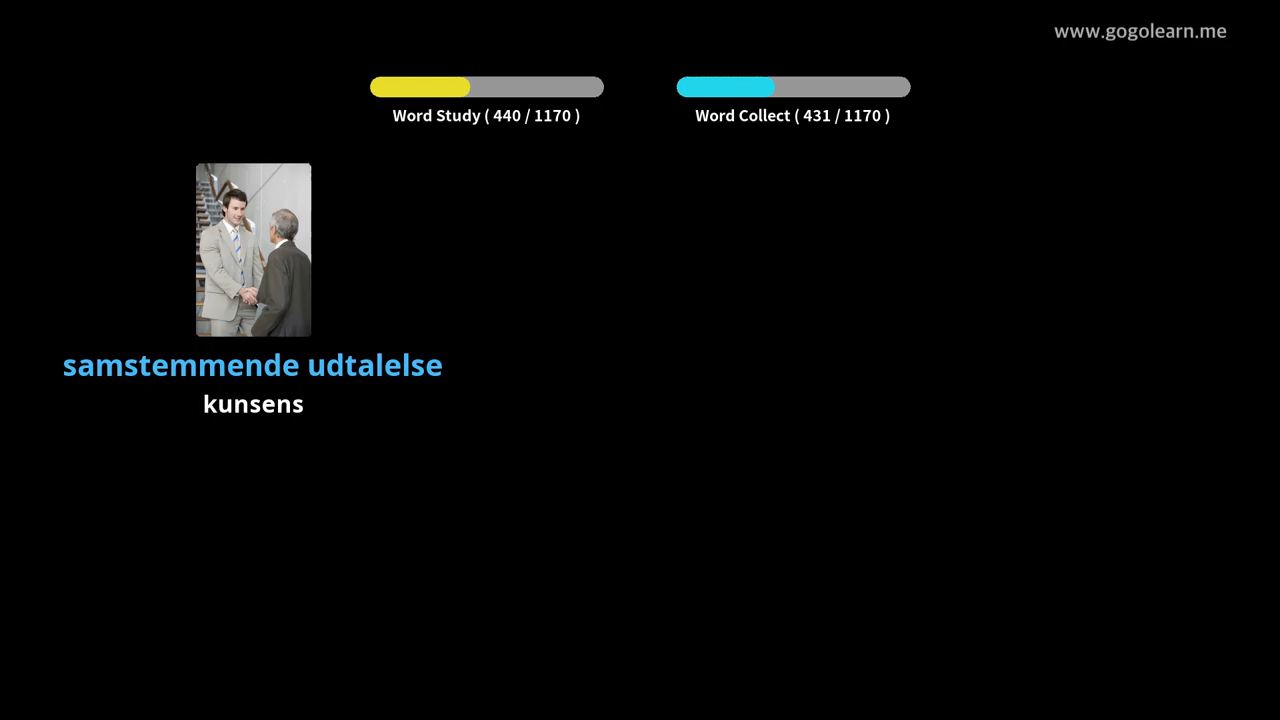 www.gogolearn.me
Word Study ( 440 / 1170 )
Word Collect ( 431 / 1170 )
samstemmende udtalelse
kunsens